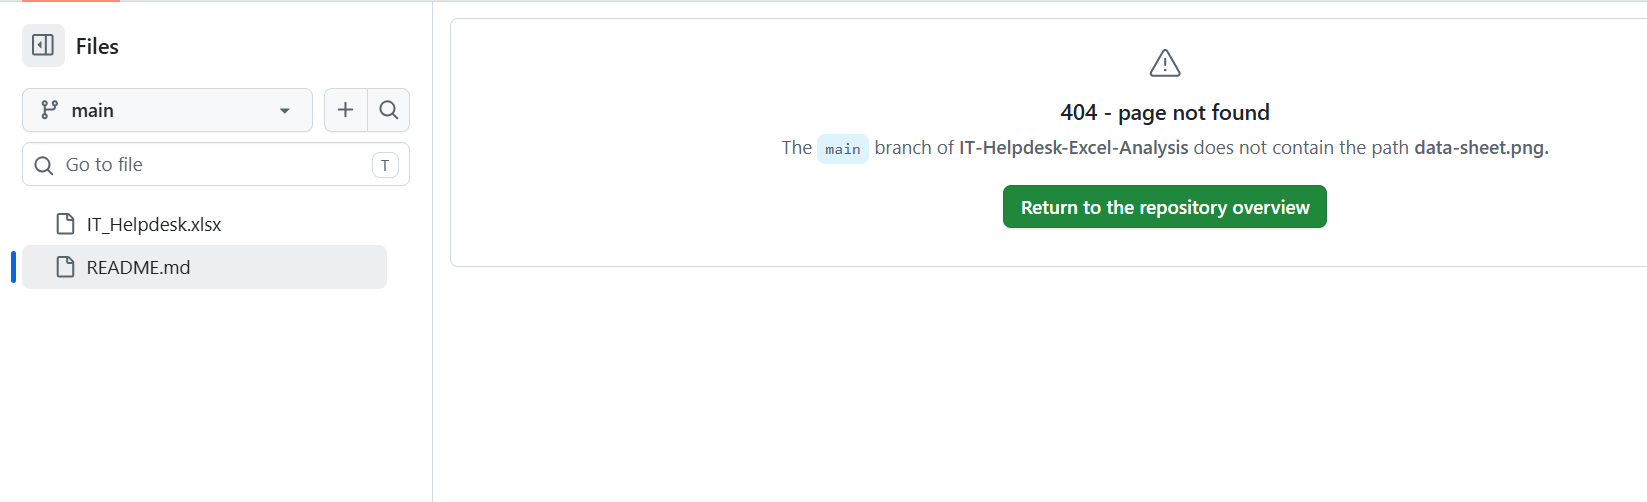 Files
main
Go to file
T
IT_Helpdesk.xlsx
README.md
404 - page not found
The main branch of IT-Helpdesk-Excel-Analysis does not contain the path data-sheet.png.
Return to the repository overview